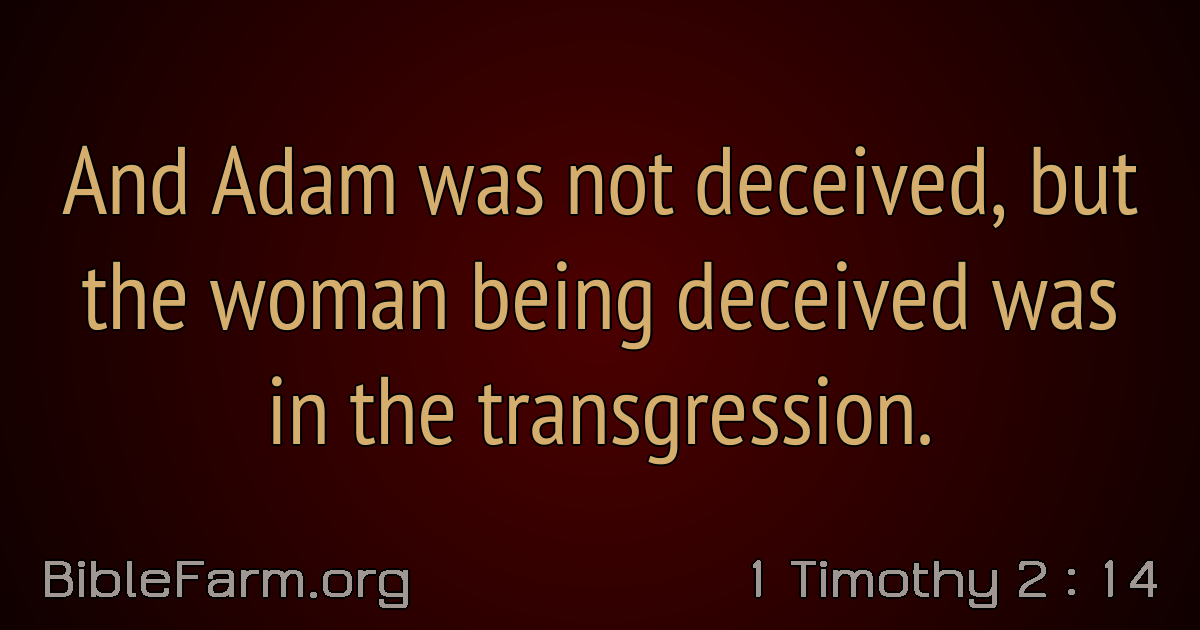 And Adam was not deceived, but
the woman being deceived was
in the transgression.
BibleFarm.org
1 Timothy 2 : 14